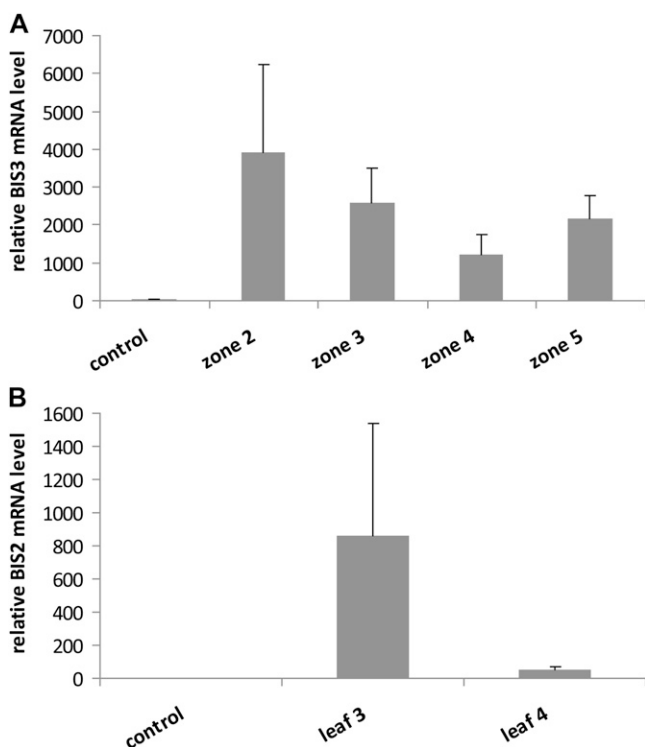 A
relative BIS3 mRNA level
7000
6000
5000
4000
3000
2000
1000
0
control
zone 2
zone 3
zone 4
zone 5
B
relative BIS2 mRNA level
1600
1400
1200
1000
800
600
400
200
0
control
leaf 3
leaf 4